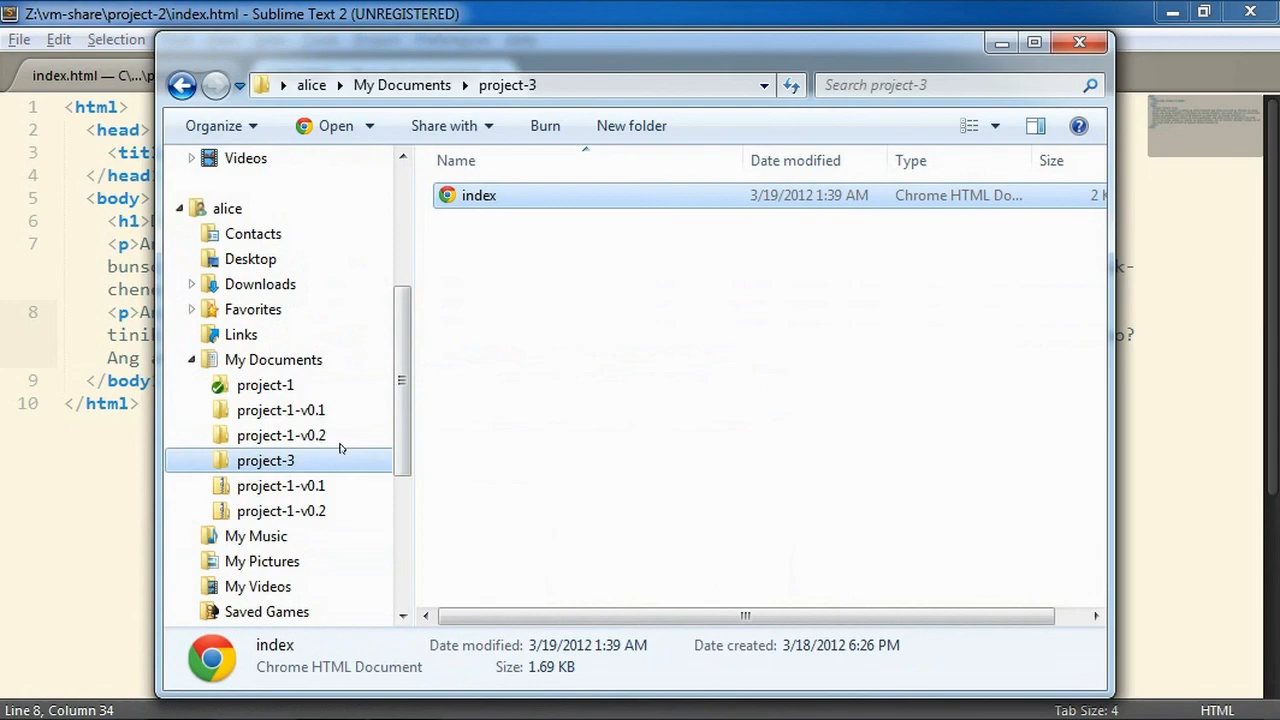 Z:\vm-share\project-2\index.html - Sublime Text 2 (UNREGISTERED)
File Edit Selection
index.html — C\...\p
alice My Documents project-3
Search project-3
Organize Open Share with Burn New folder
Name Date modified Type Size
index 3/19/2012 1:39 AM Chrome HTML Do... 2
Videos
alice
Contacts
Desktop
Downloads
Favorites
Links
My Documents
project-1
project-1-v0.1
project-1-v0.2
project-3
project-1-v0.1
project-1-v0.2
My Music
My Pictures
My Videos
Saved Games
index
Chrome HTML Document
Date modified: 3/19/2012 1:39 AM
Size: 1.69 KB
Date created: 3/18/2012 6:26 PM
1 <html>
2 <head>
3 <tit
4 </head
5 <body>
6 <h1>
7 <p>A
bunso
chene
8 <p>A
tinik
Ang
9 </body
10 </html>
Line 8, Column 34
Tab Size: 4
HTML